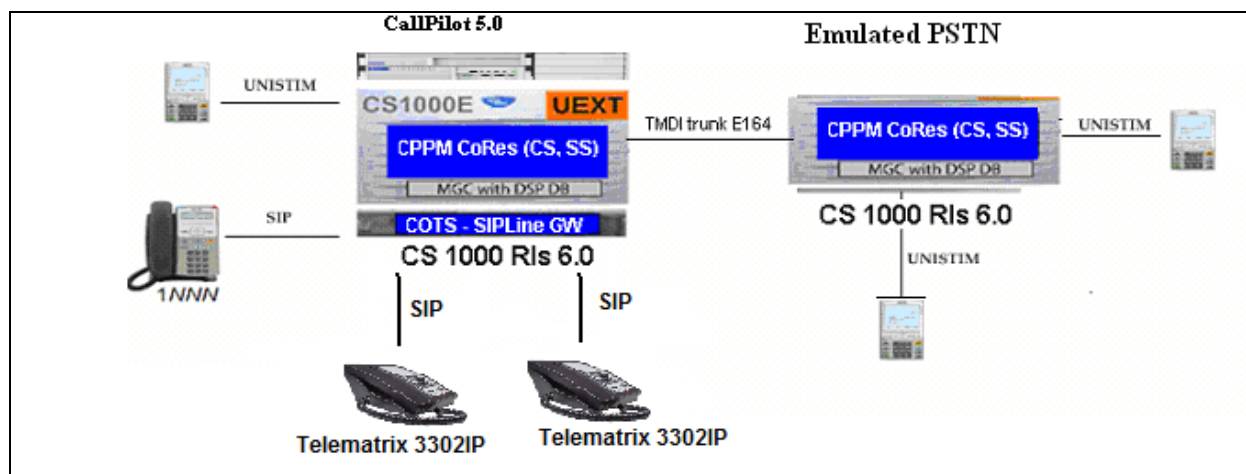 CallPilot 5.0
Emulated PSTN
UNISTIM
CS1000E
UEXT
CPPM CoRes (CS, SS)
MGC with DSP DB
TMDI trunk E164
CPPM CoRes (CS, SS)
MGC with DSP DB
UNISTIM
SIP
COTS - SIPLine GW
CS 1000 Rls 6.0
CS 1000 Rls 6.0
1NNN
UNISTIM
SIP
SIP
Telematrix 3302IP
Telematrix 3302IP